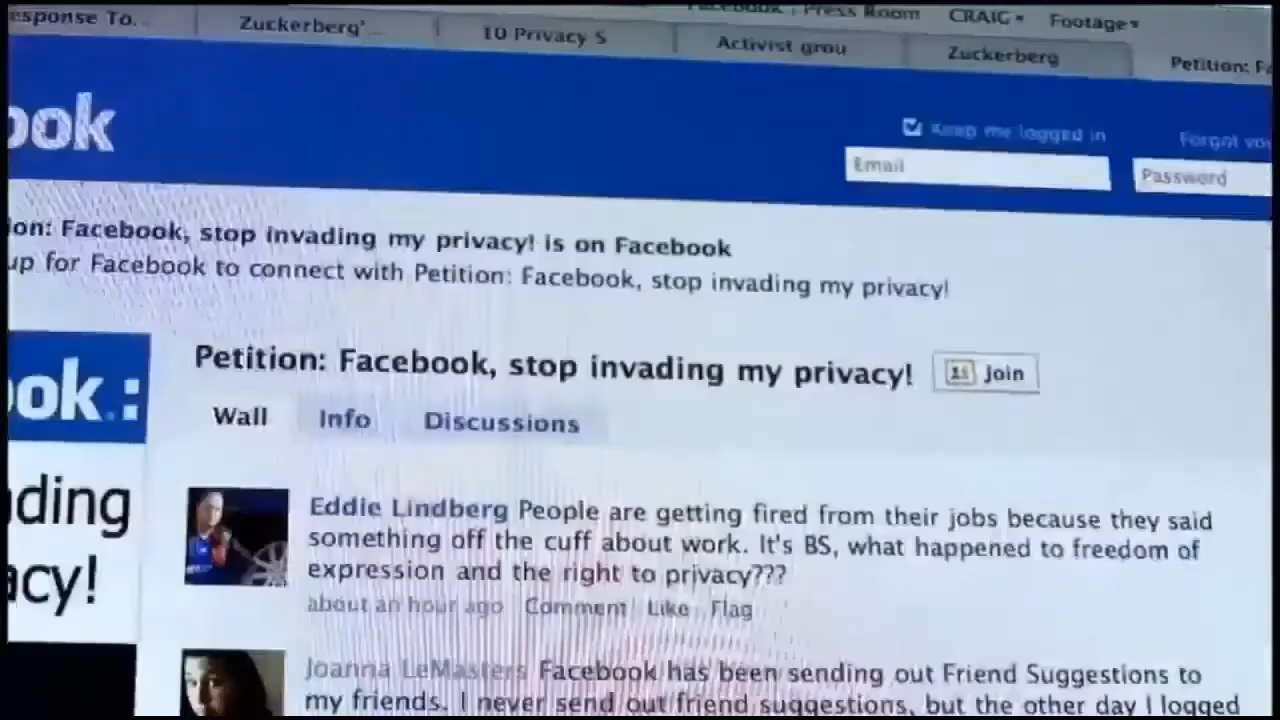 esponse To...
Zuckerberg'...
10 Privacy S
Activist grou
Zuckerberg
Petition: Fa
Facebook | Press Room CRAIG Footage
ook
Keep me logged in
Forgot you
Email
Password
ion: Facebook, stop invading my privacy! is on Facebook
up for Facebook to connect with Petition: Facebook, stop invading my privacy!
ok.:
ding
acy!
Petition: Facebook, stop invading my privacy!
Join
Wall Info Discussions
Eddie Lindberg People are getting fired from their jobs because they said
something off the cuff about work. It's BS, what happened to freedom of
expression and the right to privacy???
about an hour ago Comment Like Flag
Joanna LeMasters Facebook has been sending out Friend Suggestions to
my friends. I never send out friend suggestions, but the other day I logged